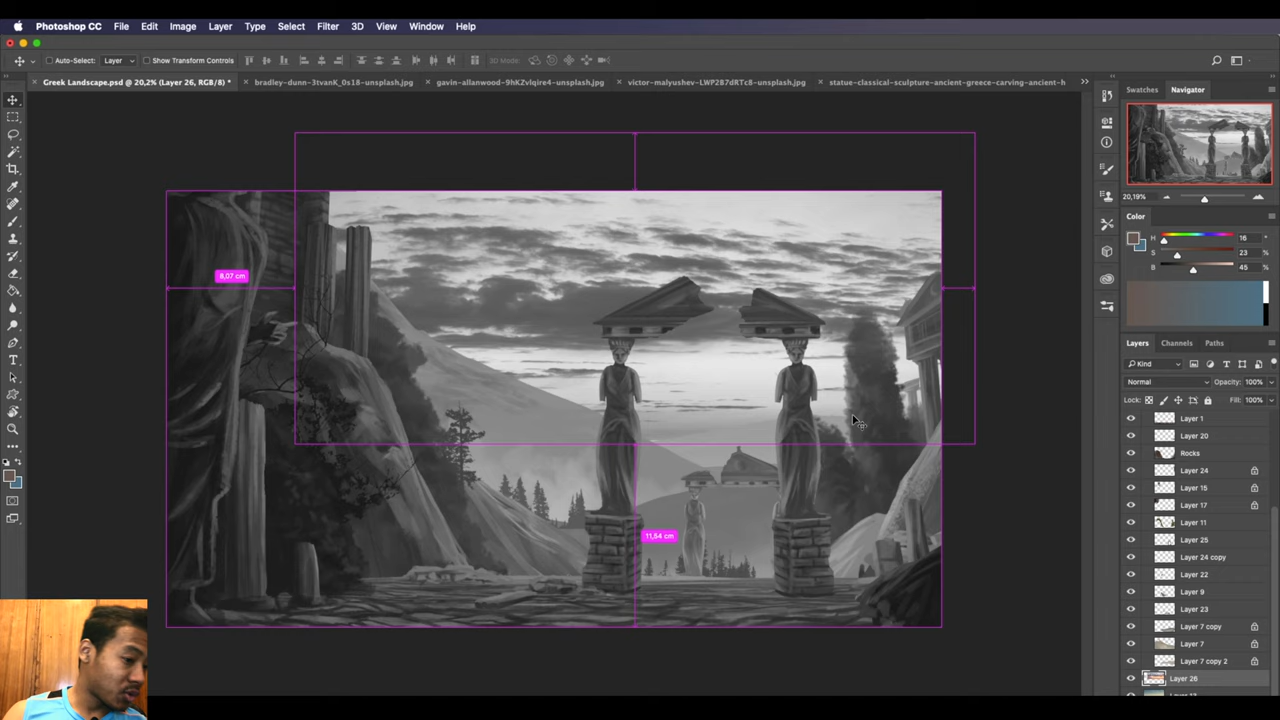 Photoshop CC File Edit Image Layer Type Select Filter 3D View Window Help
Auto-Select: Layer Show Transform Controls 3D Mode:
Greek Landscape.psd @ 20,2% (Layer 26, RGB/8) *
bradley-dunn-3tvanK_0s18-unsplash.jpg
gavin-allanwood-9hKZvlqire4-unsplash.jpg
victor-malyushev-LWP2B7dRTc8-unsplash.jpg
statue-classical-sculpture-ancient-greece-carving-ancient-h
Swatches Navigator
20,19%
Color
H 16 °
S 23 %
B 45 %
Layers Channels Paths
Kind
Normal Opacity: 100%
Lock: Fill: 100%
Layer 1
Layer 20
Rocks
Layer 24
Layer 15
Layer 17
Layer 11
Layer 25
Layer 24 copy
Layer 22
Layer 9
Layer 23
Layer 7 copy
Layer 7
Layer 7 copy 2
Layer 26
8,07 cm
11,54 cm